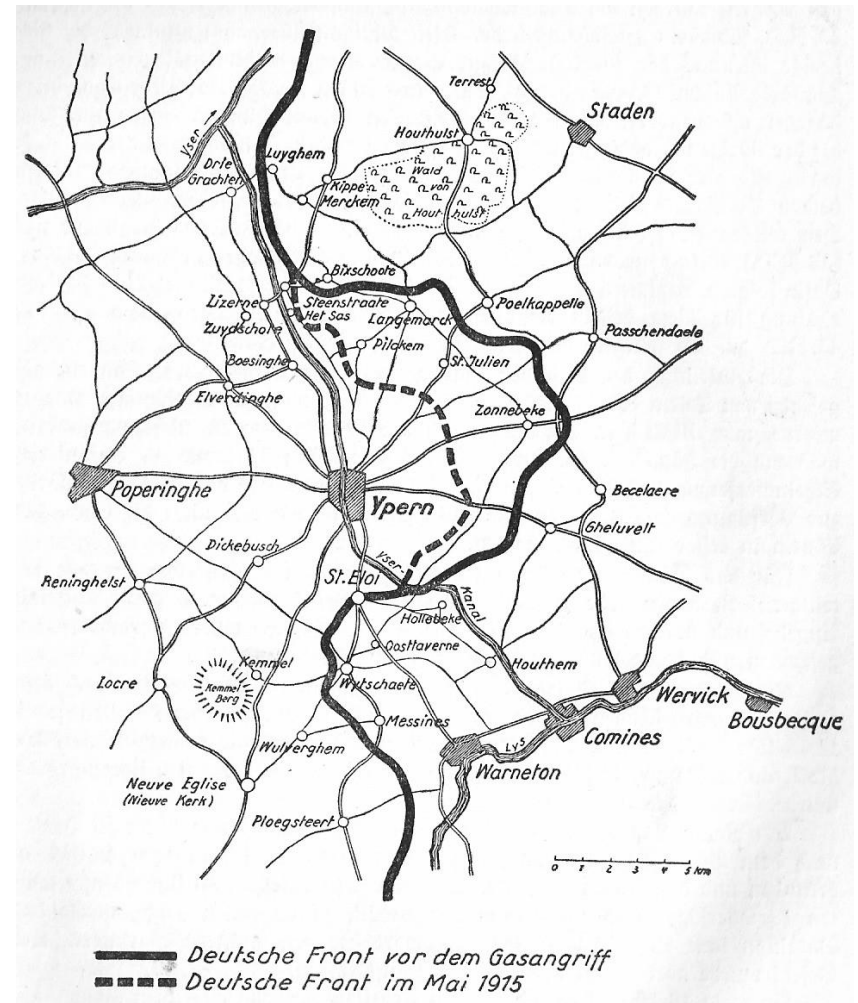 Terrest
Staden
Houthulst
Yser
Luyghem
Drie
Grachten
Kippe
Merckem
Wald
von
Hout-
hulst
Bixschoote
Lizerne
Steenstraate
Het Sas
Langemarck
Poelkappelle
Zuydschote
Passchendaele
Pilckem
St. Julien
Boesinghe
Elverdinghe
Zonnebeke
Poperinghe
Ypern
Becelaere
Gheluvelt
Dickebusch
Yser-
Kanal
Reninghelst
St. Eloi
Hollebeke
Oosttaverne
Houthem
Kemmel
Locre
Kemmel
Berg
Wytschaete
Wervick
Bousbecque
Messines
Comines
Lys
Wulverghem
Warneton
Neuve Eglise
(Nieuve Kerk)
Ploegsteert
0 1 2 3 4 5 km
Deutsche Front vor dem Gasangriff
Deutsche Front im Mai 1915